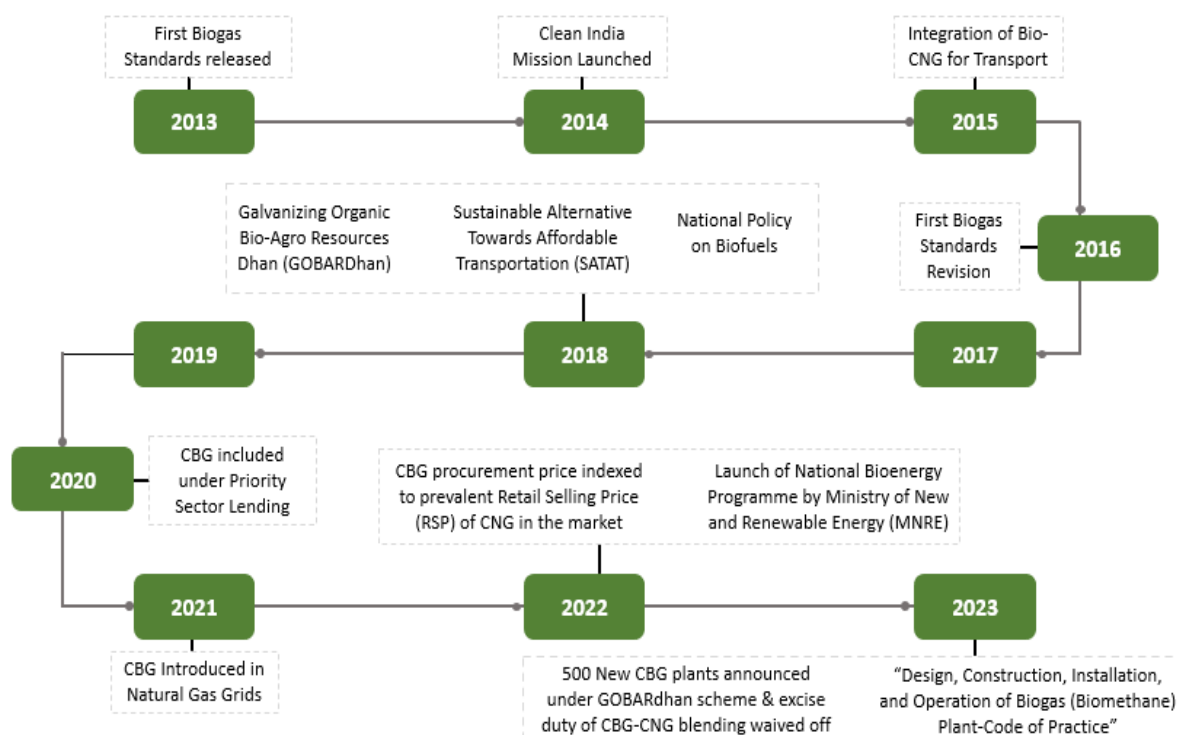 First Biogas
Standards released
2013
Clean India
Mission Launched
2014
Integration of Bio-
CNG for Transport
2015
First Biogas
Standards
Revision
2016
2017
Galvanizing Organic
Bio-Agro Resources
Dhan (GOBARDhan)
Sustainable Alternative
Towards Affordable
Transportation (SATAT)
National Policy
on Biofuels
2018
2019
2020
CBG included
under Priority
Sector Lending
2021
CBG Introduced in
Natural Gas Grids
CBG procurement price indexed
to prevalent Retail Selling Price
(RSP) of CNG in the market
Launch of National Bioenergy
Programme by Ministry of New
and Renewable Energy (MNRE)
2022
2023
500 New CBG plants announced
under GOBARdhan scheme & excise
duty of CBG-CNG blending waived off
“Design, Construction, Installation,
and Operation of Biogas (Biomethane)
Plant-Code of Practice”